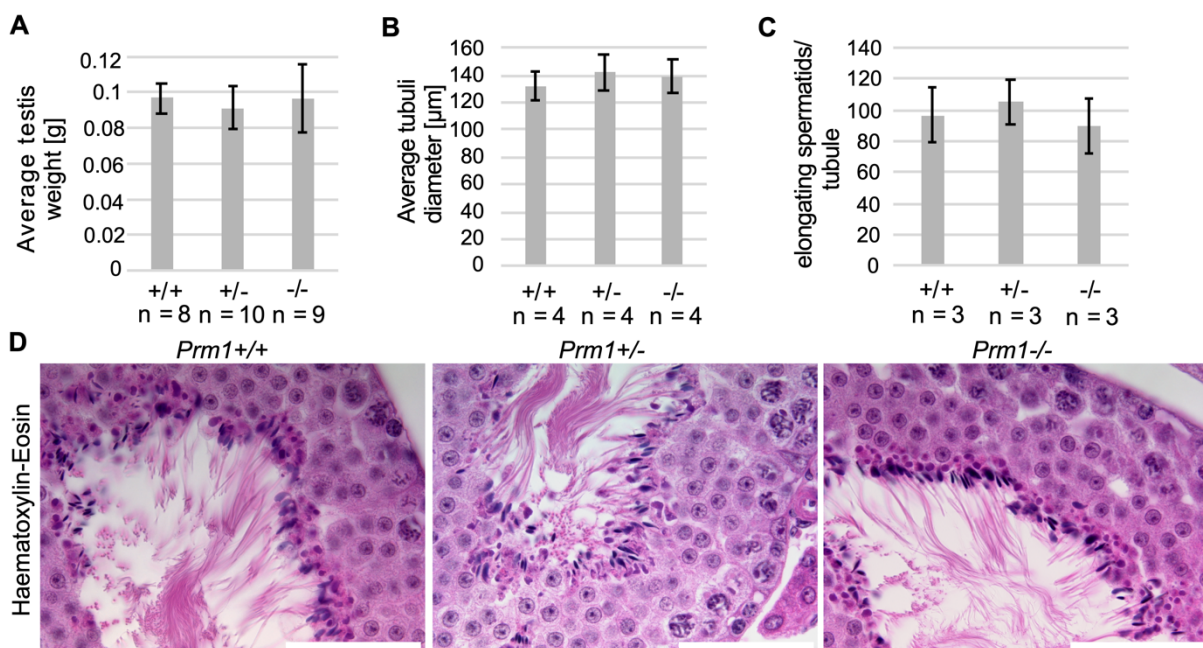 A
Average testis
weight [g]
0.12
0.1
0.08
0.06
0.04
0.02
0
+/+
+/-
-/-
n = 8
n = 10
n = 9
B
Average tubuli
diameter [µm]
160
140
120
100
80
60
40
20
0
+/+
+/-
-/-
n = 4
n = 4
n = 4
C
elongating spermatids/
tubule
140
120
100
80
60
40
20
0
+/+
+/-
-/-
n = 3
n = 3
n = 3
D
Prm1+/+
Prm1+/-
Prm1-/-
Haematoxylin-Eosin